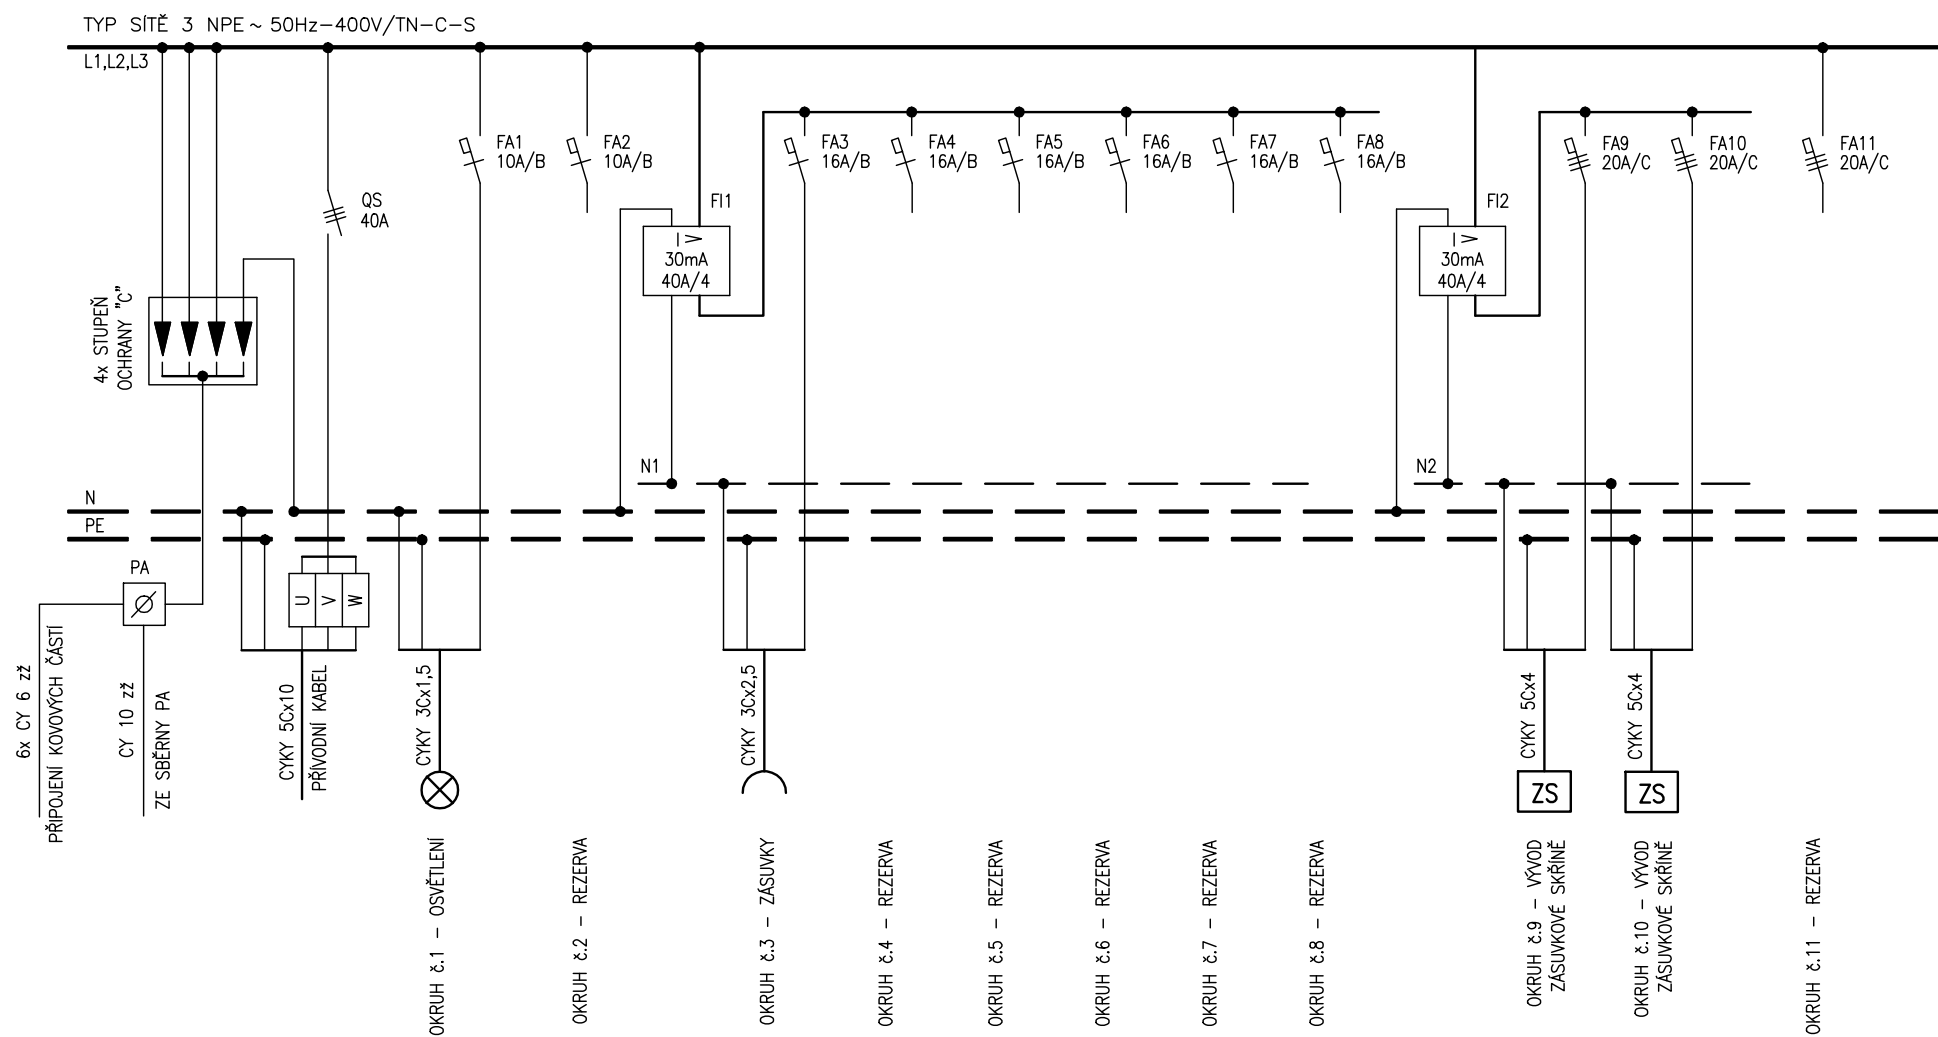 TYP SÍTĚ 3 NPE ~ 50Hz-400V/TN-C-S
L1,L2,L3
QS
40A
FA1
10A/B
FA2
10A/B
FI1
I
30mA
40A/4
FA3
16A/B
FA4
16A/B
FA5
16A/B
FA6
16A/B
FA7
16A/B
FA8
16A/B
FI2
I
30mA
40A/4
FA9
20A/C
FA10
20A/C
FA11
20A/C
4x STUPEŇ
OCHRANY "C"
N1
N2
N
PE
PA
U
V
W
6x CY 6 zž
PŘIPOJENÍ KOVOVÝCH ČÁSTÍ
CY 10 zž
ZE SBĚRNY PA
CYKY 5Cx10
PŘÍVODNÍ KABEL
CYKY 3Cx1,5
CYKY 3Cx2,5
CYKY 5Cx4
CYKY 5Cx4
ZS
ZS
OKRUH č.1 - OSVĚTLENÍ
OKRUH č.2 - REZERVA
OKRUH č.3 - ZÁSUVKY
OKRUH č.4 - REZERVA
OKRUH č.5 - REZERVA
OKRUH č.6 - REZERVA
OKRUH č.7 - REZERVA
OKRUH č.8 - REZERVA
OKRUH č.9 - VÝVOD
ZÁSUVKOVÉ SKŘÍNĚ
OKRUH č.10 - VÝVOD
ZÁSUVKOVÉ SKŘÍNĚ
OKRUH č.11 - REZERVA